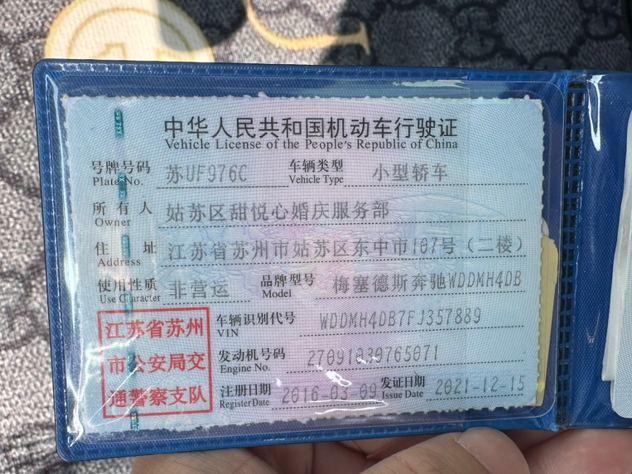 中华人民共和国机动车行驶证
Vehicle License of the People's Republic of China
号牌号码 苏UF976C 车辆类型 小型轿车
Plate No. Vehicle Type
所有人 姑苏区甜悦心婚庆服务部
Owner
住址 江苏省苏州市姑苏区东中市107号（二楼）
Address
使用性质 非营运 品牌型号 梅塞德斯奔驰WDDMH4DB
Use Character Model
车辆识别代号 WDDMH4DB7FJ357889
VIN
发动机号码 27091039765071
Engine No.
注册日期 2016-03-09 发证日期 2021-12-15
Register Date Issue Date
江苏省苏州
市公安局交
通警察支队